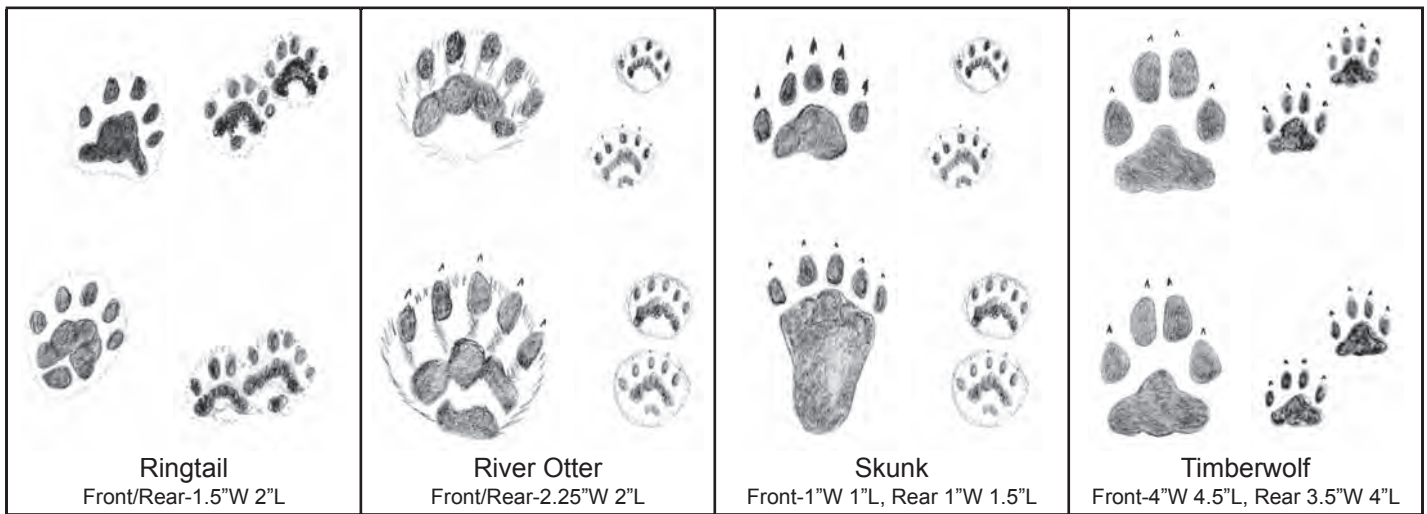 Ringtail
Front/Rear-1.5”W 2”L
River Otter
Front/Rear-2.25”W 2”L
Skunk
Front-1”W 1”L, Rear 1”W 1.5”L
Timberwolf
Front-4”W 4.5”L, Rear 3.5”W 4”L